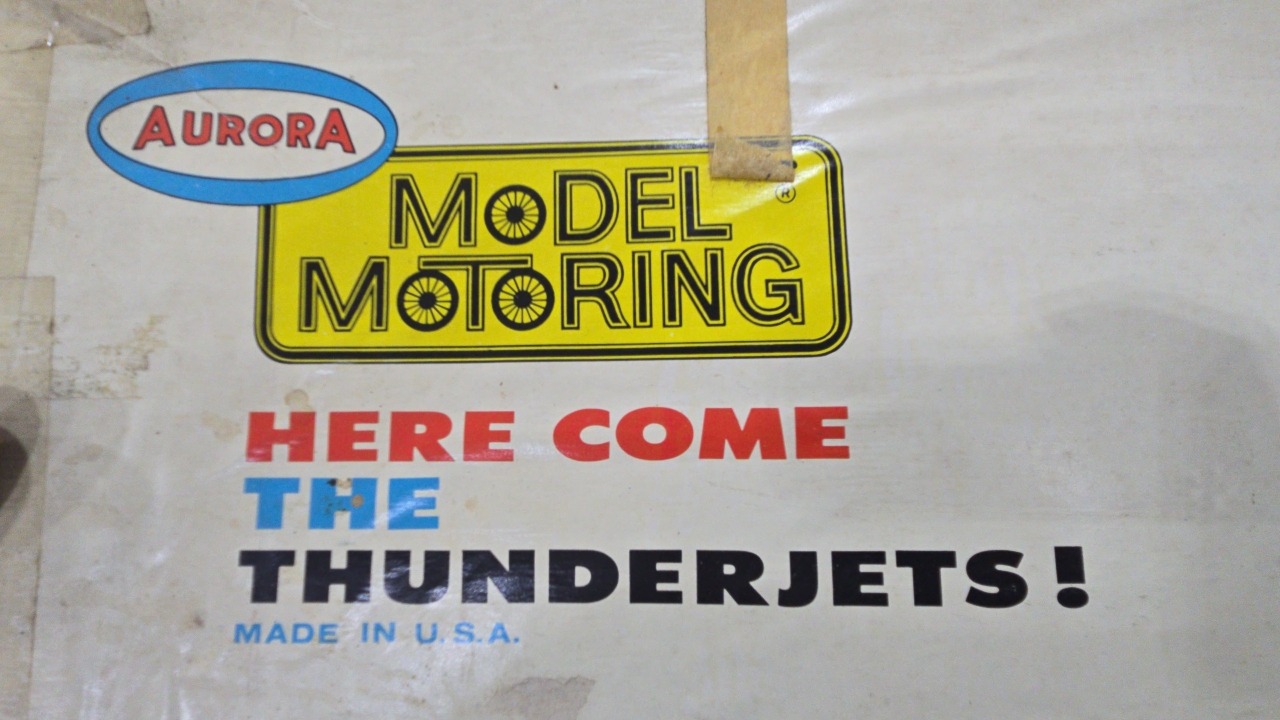 AURORA
MODEL
MOTORING
®
HERE COME
THE
THUNDERJETS!
MADE IN U.S.A.